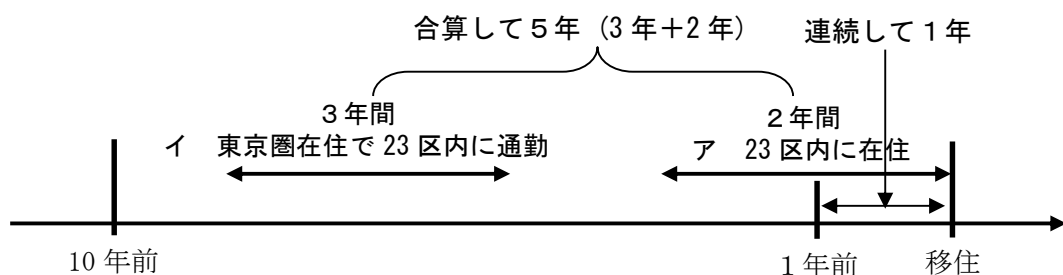 合算して５年（3 年＋2 年）
連続して１年
３年間
イ　東京圏在住で 23 区内に通勤
２年間
ア　23 区内に在住
10 年前
１年前
移住